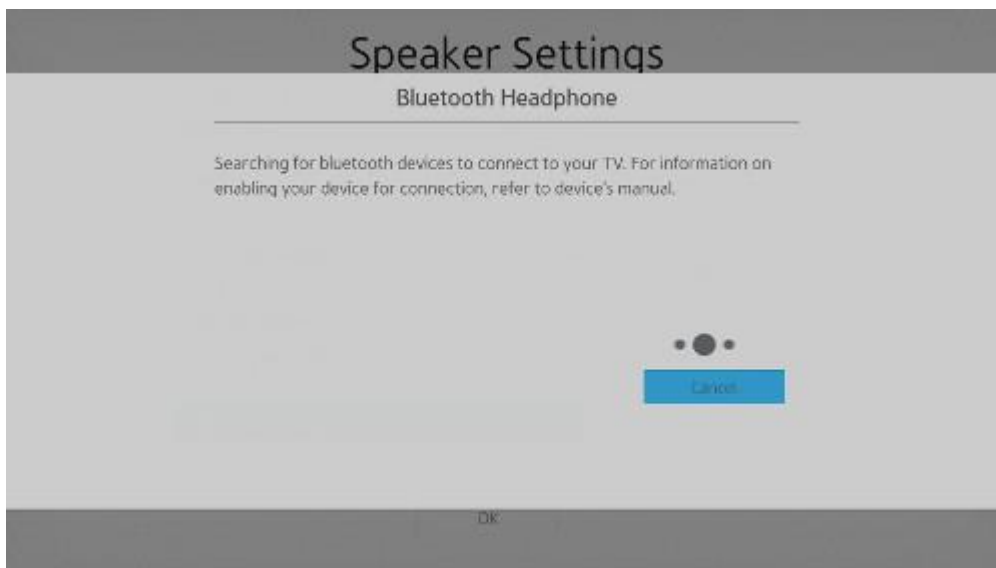 Speaker Settings
Bluetooth Headphone
Searching for bluetooth devices to connect to your TV. For information on
enabling your device for connection, refer to device's manual.
Cancel
OK